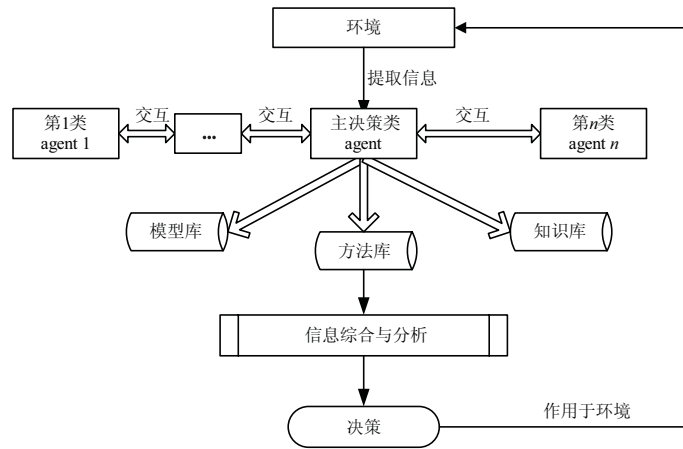 环境
提取信息
第1类
agent 1
交互
...
交互
主决策类
agent
交互
第n类
agent n
模型库
方法库
知识库
信息综合与分析
决策
作用于环境